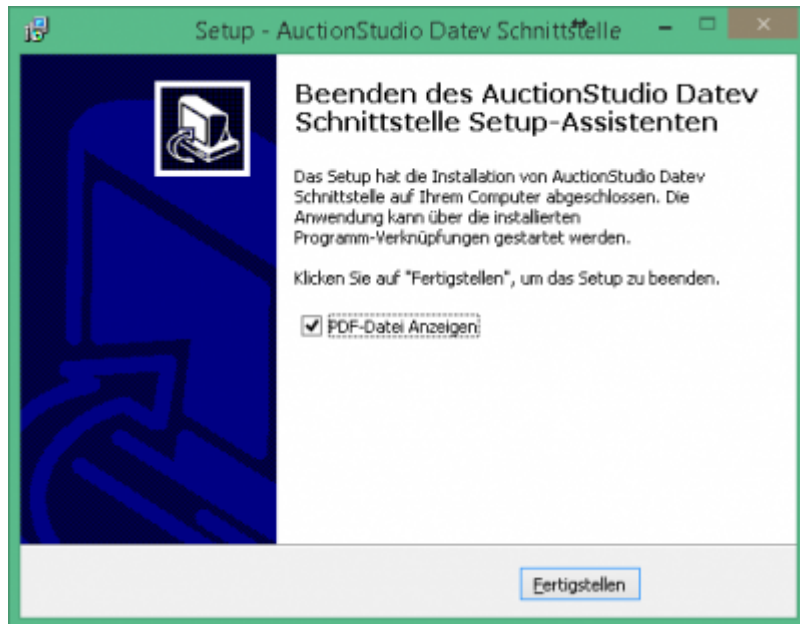 Setup - AuctionStudio Datev Schnittstelle
Beenden des AuctionStudio Datev
Schnittstelle Setup-Assistenten
Das Setup hat die Installation von AuctionStudio Datev
Schnittstelle auf Ihrem Computer abgeschlossen. Die
Anwendung kann über die installierten
Programm-Verknüpfungen gestartet werden.
Klicken Sie auf "Fertigstellen", um das Setup zu beenden.
PDF-Datei Anzeigen
Fertigstellen